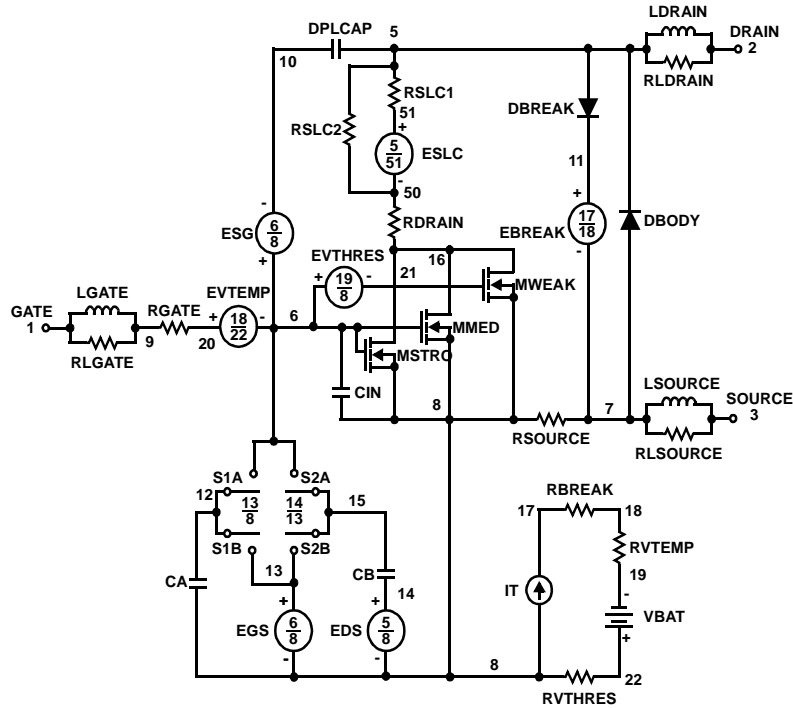 LDRAIN
DPLCAP 5 DRAIN
10 2
RLDRAIN
RSLC1
51
DBREAK
RSLC2
+
5
51
ESLC
-
11
50
-
+
17
18
EBREAK
-
DBODY
RDRAIN
6
8
ESG
+
EVTHRES
16
21
+
19
8
-
MWEAK
LGATE
EVTEMP
RGATE
GATE
1
+
18
22
-
6
MMED
9
20
RLGATE
MSTRO
CIN
LSOURCE
8
7
SOURCE
3
RSOURCE
RLSOURCE
S1A
S2A
12
13
8
14
13
15
S1B
S2B
RBREAK
17
18
13
RVTEMP
CA
CB
19
IT
14
-
VBAT
+
+
EGS
6
8
-
+
EDS
5
8
-
8
22
RVTHRES